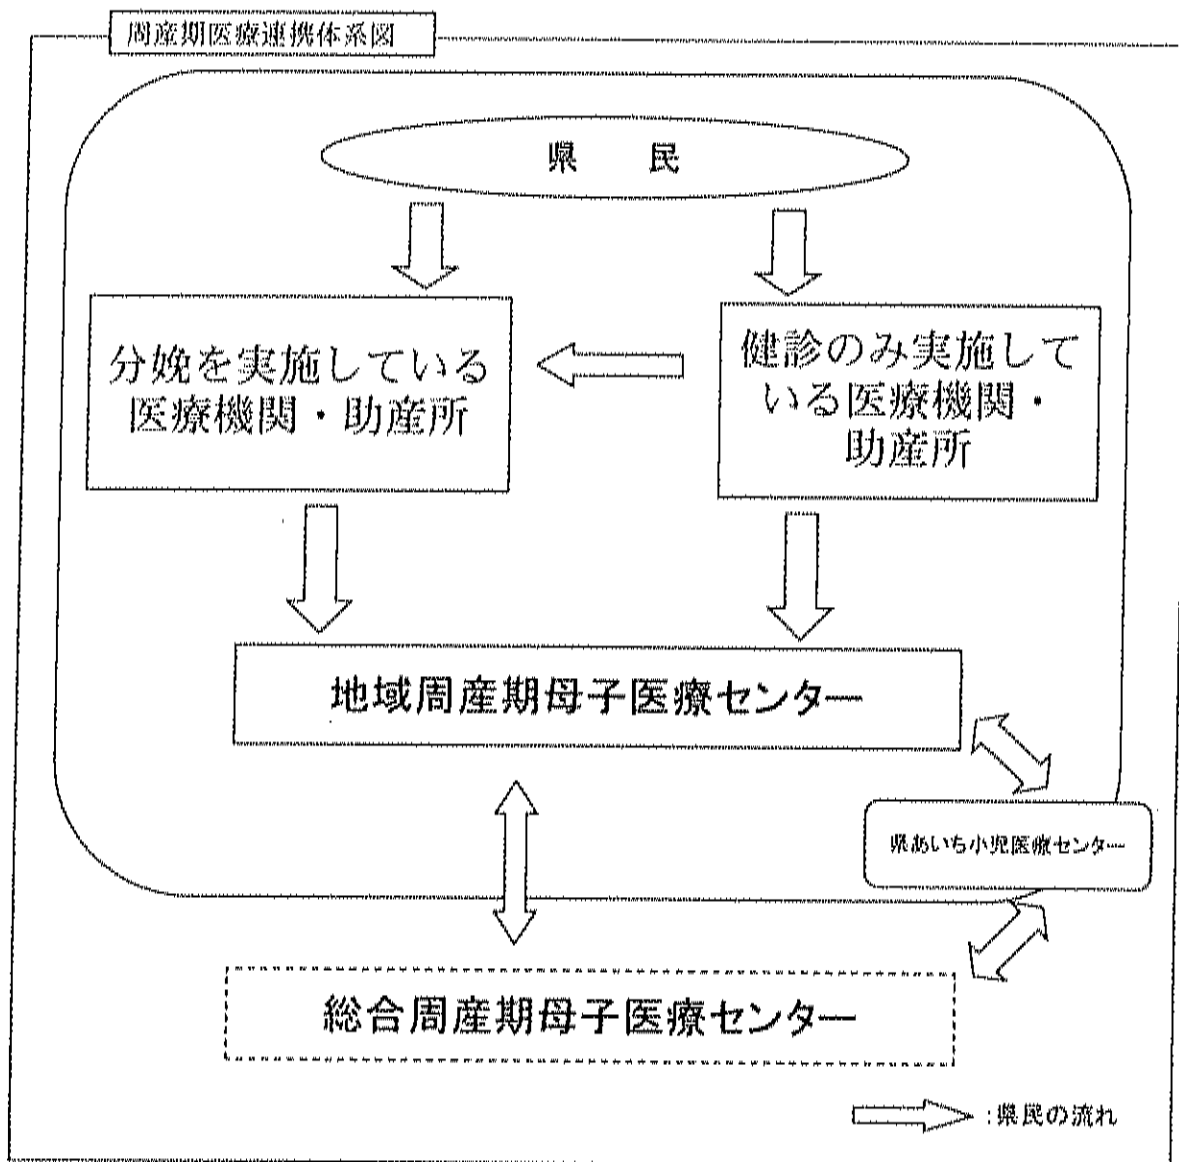 周産期医療連携体系図
県 民
分娩を実施している
医療機関・助産所
健診のみ実施して
いる医療機関・
助産所
地域周産期母子医療センター
県あいち小児医療センター
総合周産期母子医療センター
:県民の流れ